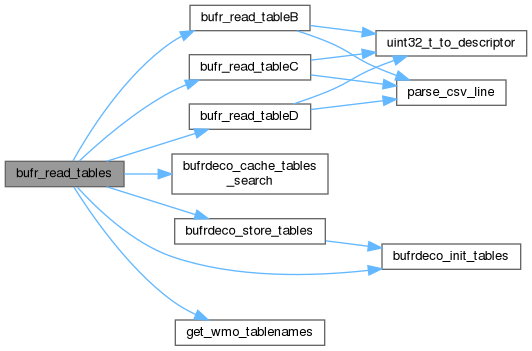 bufr_read_tables
bufr_read_tableB
bufr_read_tableC
bufr_read_tableD
bufrdeco_cache_tables
_search
bufrdeco_store_tables
get_wmo_tablenames
uint32_t_to_descriptor
parse_csv_line
bufrdeco_init_tables